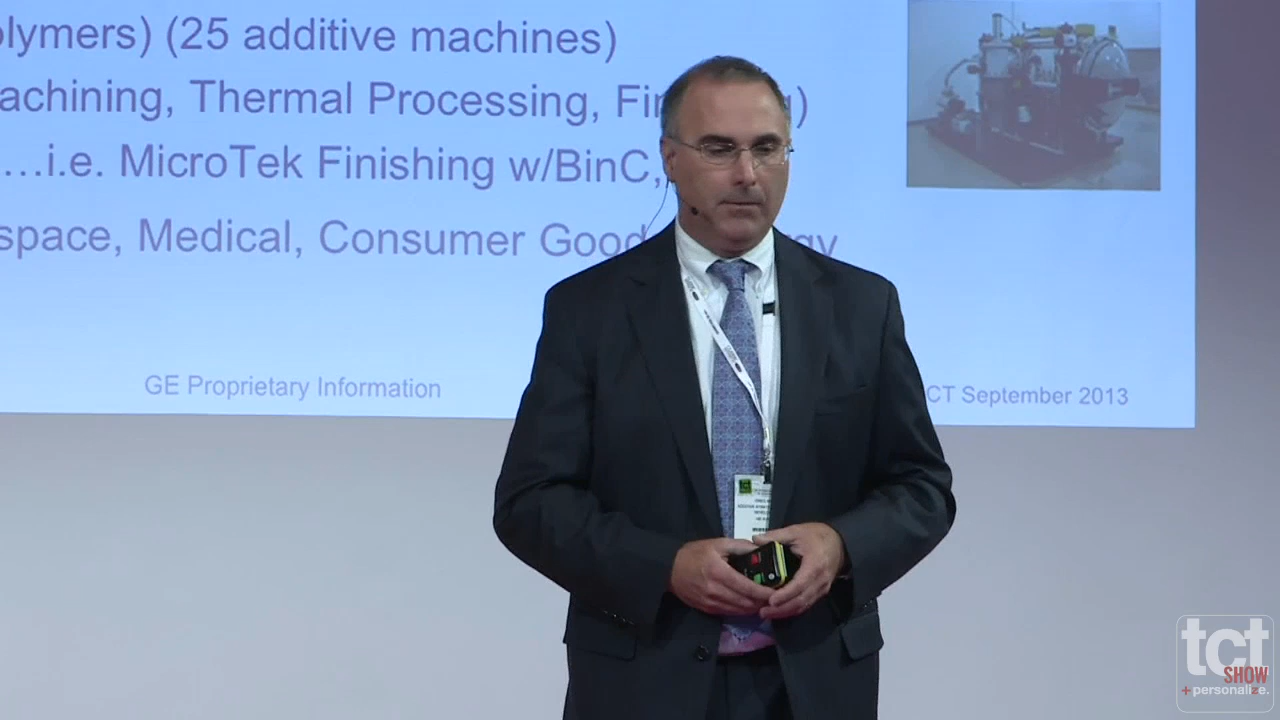 olymers) (25 additive machines)
achining, Thermal Processing, Fi g)
...i.e. MicroTek Finishing w/BinC,
space, Medical, Consumer Good gy
GE Proprietary Information
CT September 2013
tct
SHOW
+ personalize.